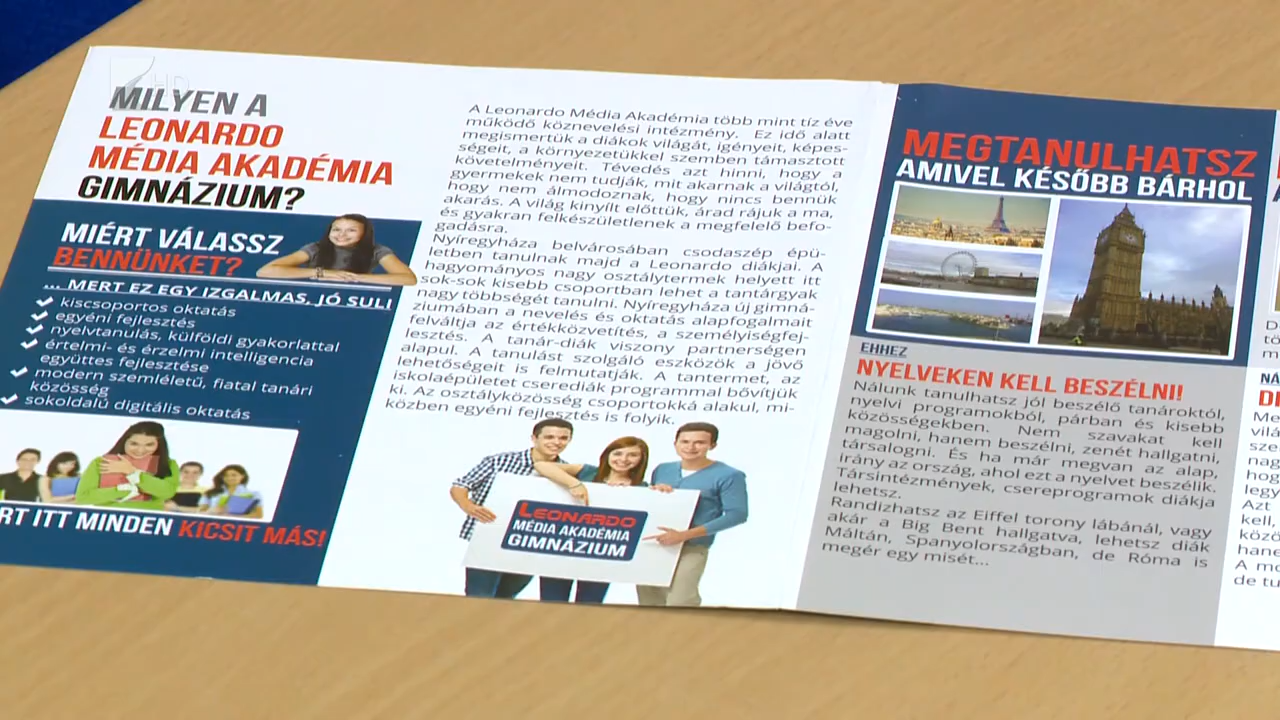 HD
MILYEN A
LEONARDO
MÉDIA AKADÉMIA
GIMNÁZIUM?
MIÉRT VÁLASSZ
BENNÜNKET?
... MERT EZ EGY IZGALMAS, JÓ SULI
kiscsoportos oktatás
egyéni fejlesztés
nyelvtanulás, külföldi gyakorlattal
értelmi- és érzelmi intelligencia
együttes fejlesztése
modern szemléletű, fiatal tanári
közösség
sokoldalú digitális oktatás
RT ITT MINDEN KICSIT MÁS!
A Leonardo Média Akadémia több mint tíz éve
működő köznevelési intézmény. Ez idő alatt
megismertük a diákok világát, igényeit, képes-
ségeit, a környezetükkel szemben támasztott
követelményeit. Tévedés azt hinni, hogy a
gyermekek nem tudják, mit akarnak a világtól,
hogy nem álmodoznak, hogy nincs bennük
akarás. A világ kinyílt előttük, árad rájuk a ma,
és gyakran felkészületlenek a megfelelő befo-
gadásra.
Nyíregyháza belvárosában csodaszép épü-
letben tanulnak majd a Leonardo diákjai. A
hagyományos nagy osztálytermek helyett itt
sok-sok kisebb csoportban lehet a tantárgyak
nagy többségét tanulni. Nyíregyháza új gimná-
ziumában a nevelés és oktatás alapfogalmait
felváltja az értékközvetítés, a személyiségfej-
lesztés. A tanár-diák viszony partnerségen
alapul. A tanulást szolgáló eszközök a jövő
lehetőségeit is felmutatják. A tantermet, az
iskolaépületet cserediák programmal bővítjük
ki. Az osztályközösség csoportokká alakul, mi-
közben egyéni fejlesztés is folyik.
LEONARDO
MÉDIA AKADÉMIA
GIMNÁZIUM
MEGTANULHATSZ
AMIVEL KÉSŐBB BÁRHOL
EHHEZ
NYELVEKEN KELL BESZÉLNI!
Nálunk tanulhatsz jól beszélő tanároktól,
nyelvi programokból, párban és kisebb
közösségekben. Nem szavakat kell
magolni, hanem beszélni, zenét hallgatni,
társalogni. És ha már megvan az alap,
irány az ország, ahol ezt a nyelvet beszélik.
Társintézmények, csereprogramok diákja
lehetsz.
Randizhatsz az Eiffel torony lábánál, vagy
akár a Big Bent hallgatva, lehetsz diák
Máltán, Spanyolországban, de Róma is
megér egy misét...